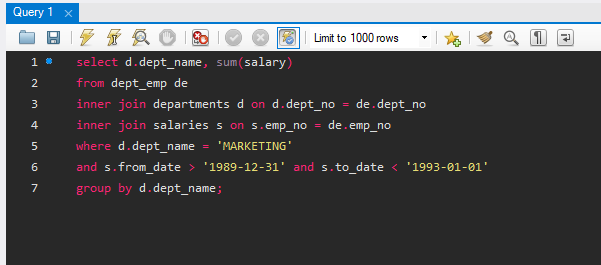 Query 1
Limit to 1000 rows
1 select d.dept_name, sum(salary)
2 from dept_emp de
3 inner join departments d on d.dept_no = de.dept_no
4 inner join salaries s on s.emp_no = de.emp_no
5 where d.dept_name = 'MARKETING'
6 and s.from_date > '1989-12-31' and s.to_date < '1993-01-01'
7 group by d.dept_name;